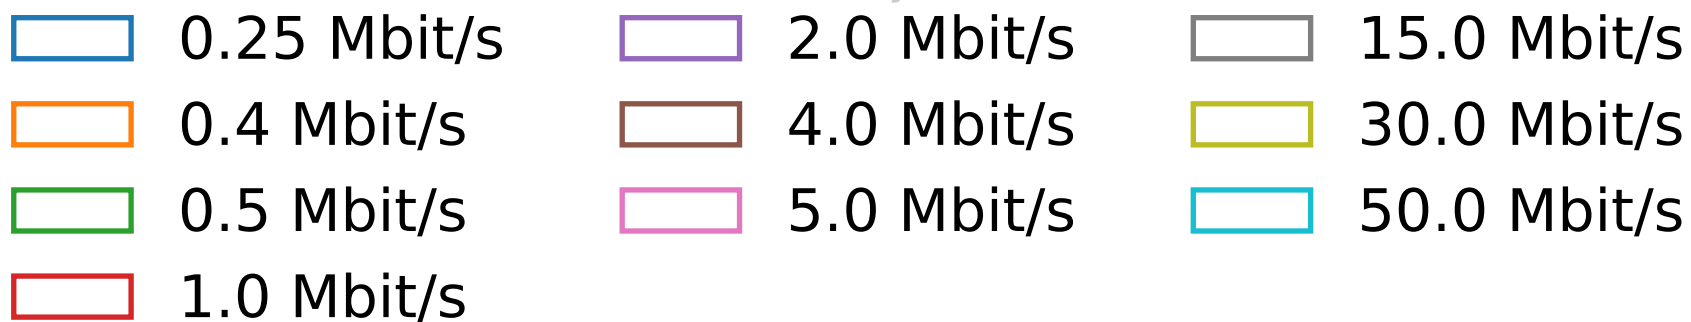 0.25 Mbit/s
0.4 Mbit/s
0.5 Mbit/s
1.0 Mbit/s
2.0 Mbit/s
4.0 Mbit/s
5.0 Mbit/s
15.0 Mbit/s
30.0 Mbit/s
50.0 Mbit/s